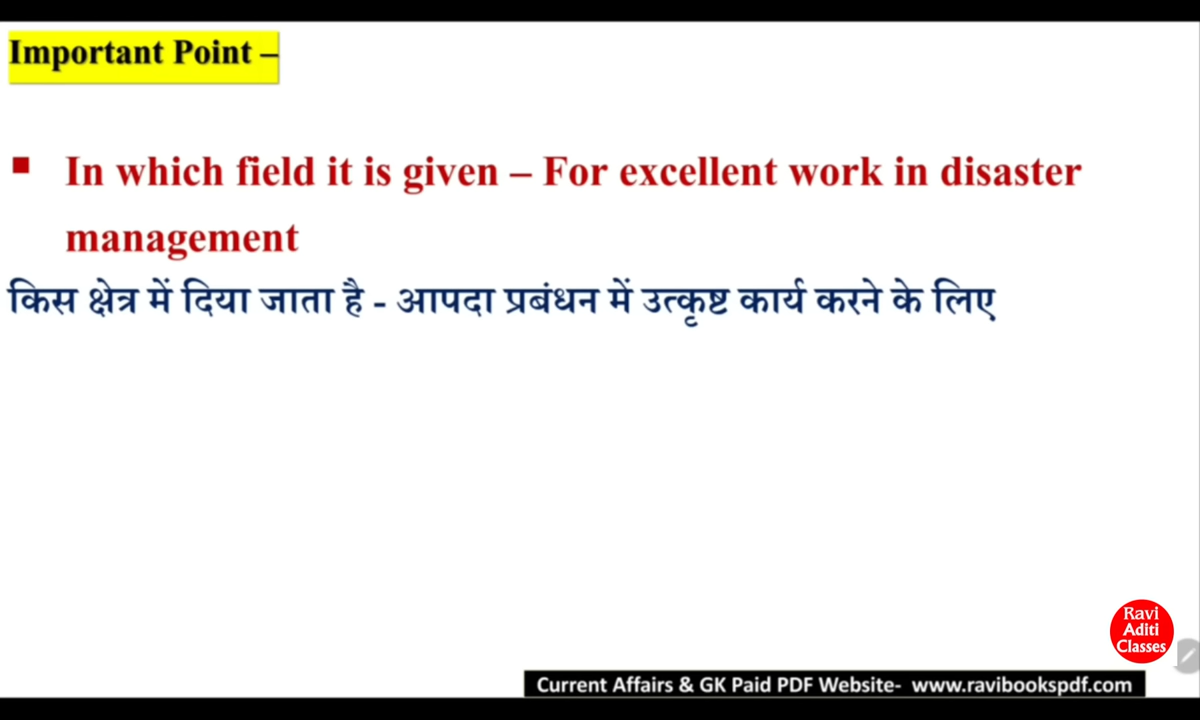 Important Point –
▪ In which field it is given – For excellent work in disaster
management
किस क्षेत्र में दिया जाता है - आपदा प्रबंधन में उत्कृष्ट कार्य करने के लिए
Ravi
Aditi
Classes
Current Affairs & GK Paid PDF Website- www.ravibookspdf.com